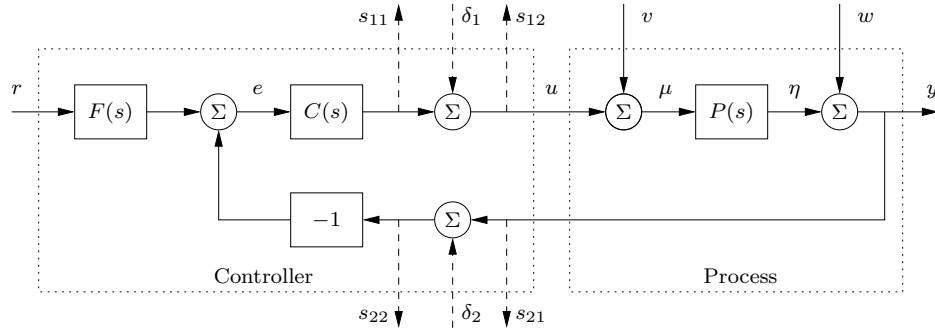 s₁₁ δ₁ s₁₂ v w
r F(s) Σ e C(s) Σ u Σ μ P(s) η Σ y
−1 Σ
Controller Process
s₂₂ δ₂ s₂₁